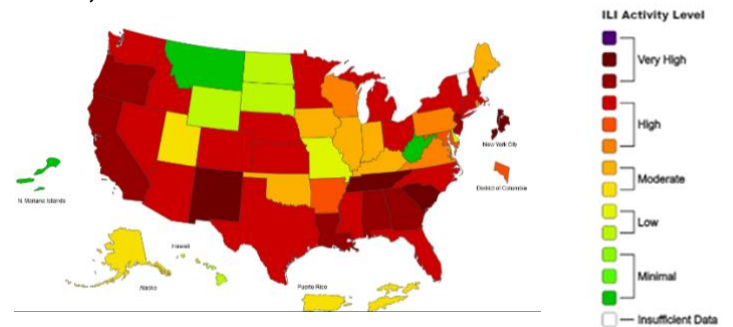 ILI Activity Level
Very High
High
Moderate
Low
Minimal
Insufficient Data
New York City
District of Columbia
N. Mariana Islands
Hawaii
Alaska
Puerto Rico